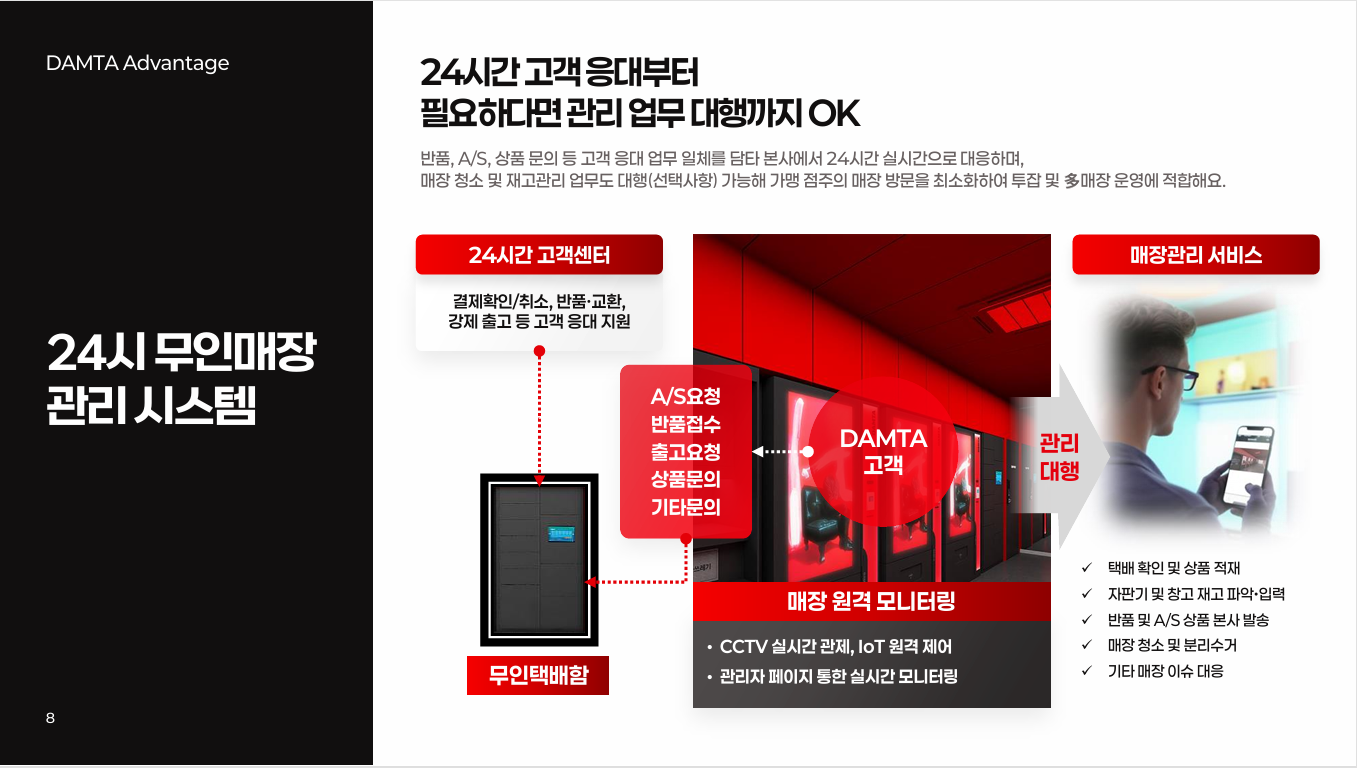 DAMTA Advantage
24시 무인매장
관리 시스템
8
24시간 고객 응대부터
필요하다면 관리 업무 대행까지 OK
반품, A/S, 상품 문의 등 고객 응대 업무 일체를 담타 본사에서 24시간 실시간으로 대응하며,
매장 청소 및 재고관리 업무도 대행(선택사항) 가능해 가맹 점주의 매장 방문을 최소화하여 투잡 및 多매장 운영에 적합해요.
24시간 고객센터
결제확인/취소, 반품·교환,
강제 출고 등 고객 응대 지원
무인택배함
A/S요청
반품접수
출고요청
상품문의
기타문의
DAMTA
고객
쓰레기
매장 원격 모니터링
• CCTV 실시간 관제, IoT 원격 제어
• 관리자 페이지 통한 실시간 모니터링
관리
대행
매장관리 서비스
✓ 택배 확인 및 상품 적재
✓ 자판기 및 창고 재고 파악·입력
✓ 반품 및 A/S 상품 본사 발송
✓ 매장 청소 및 분리수거
✓ 기타 매장 이슈 대응